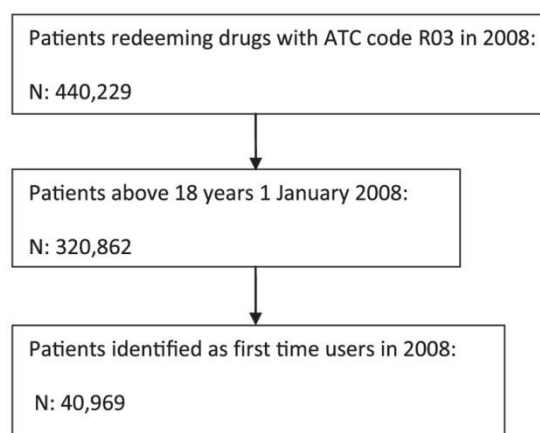 Patients redeeming drugs with ATC code R03 in 2008:
N: 440,229
Patients above 18 years 1 January 2008:
N: 320,862
Patients identified as first time users in 2008:
N: 40,969